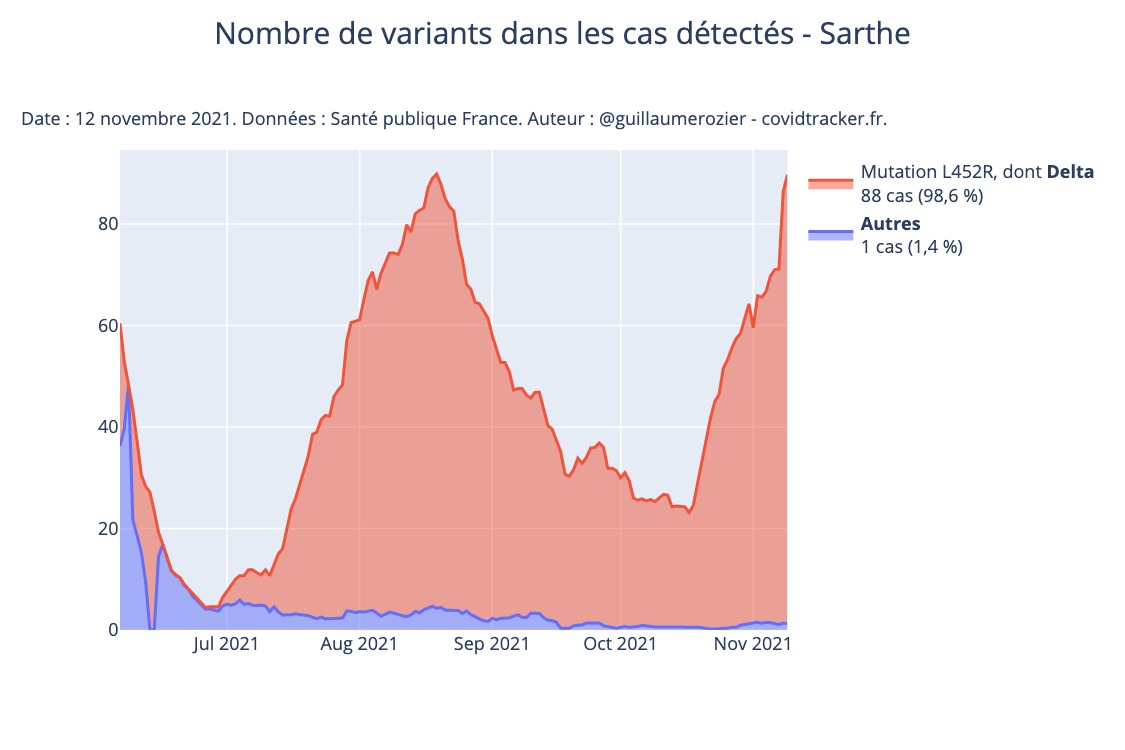 Nombre de variants dans les cas détectés - Sarthe
Date : 12 novembre 2021. Données : Santé publique France. Auteur : @guillaumerozier - covidtracker.fr.
Mutation L452R, dont Delta
88 cas (98,6 %)
Autres
1 cas (1,4 %)
80
60
40
20
0
Jul 2021
Aug 2021
Sep 2021
Oct 2021
Nov 2021